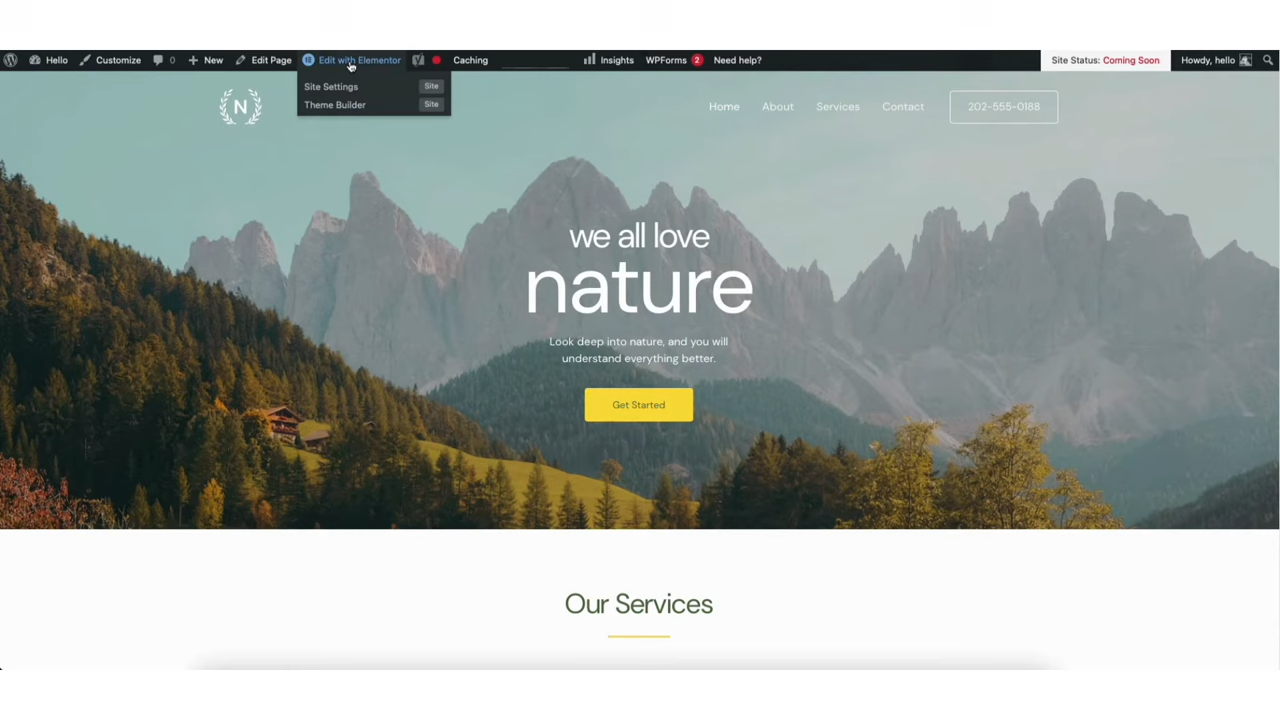 Hello Customize 0 New Edit Page Edit with Elementor Caching Insights WPForms 2 Need help? Site Status: Coming Soon Howdy, hello
Site Settings Site
Theme Builder Site
N
Home About Services Contact 202-555-0188
we all love
nature
Look deep into nature, and you will
understand everything better.
Get Started
Our Services